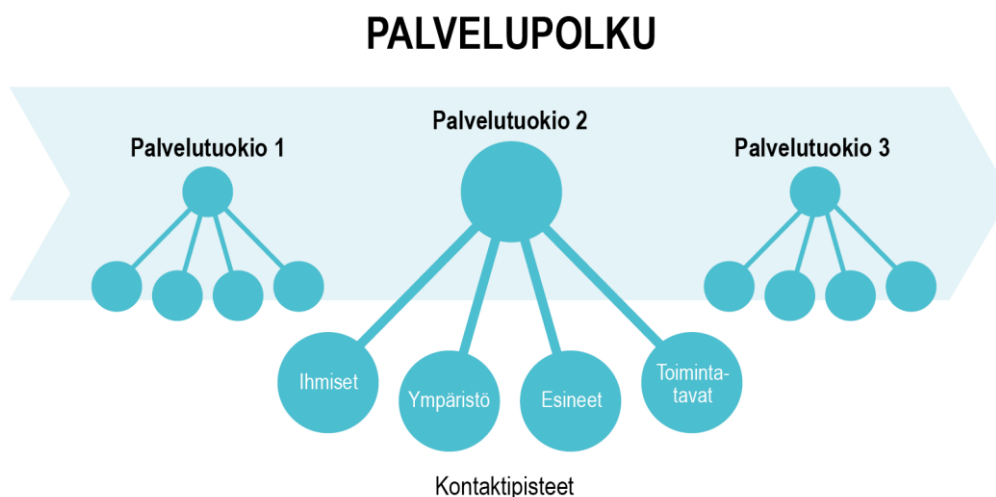 PALVELUPOLKU
Palvelutuokio 1
Palvelutuokio 2
Palvelutuokio 3
Ihmiset
Ympäristö
Esineet
Toiminta-
tavat
Kontaktipisteet